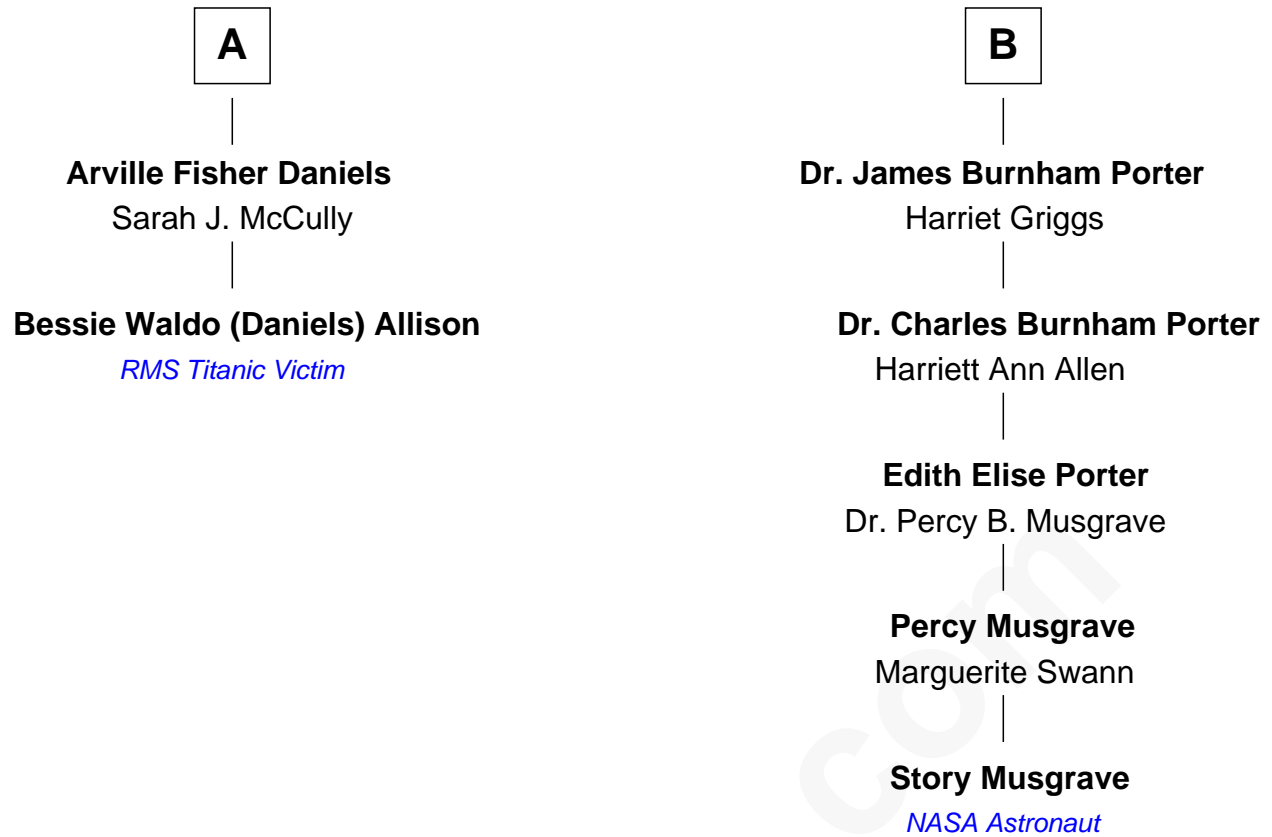 A
Arville Fisher Daniels
Sarah J. McCully
Bessie Waldo (Daniels) Allison
RMS Titanic Victim
B
Dr. James Burnham Porter
Harriet Griggs
Dr. Charles Burnham Porter
Harriett Ann Allen
Edith Elise Porter
Dr. Percy B. Musgrave
Percy Musgrave
Marguerite Swann
Story Musgrave
NASA Astronaut
com